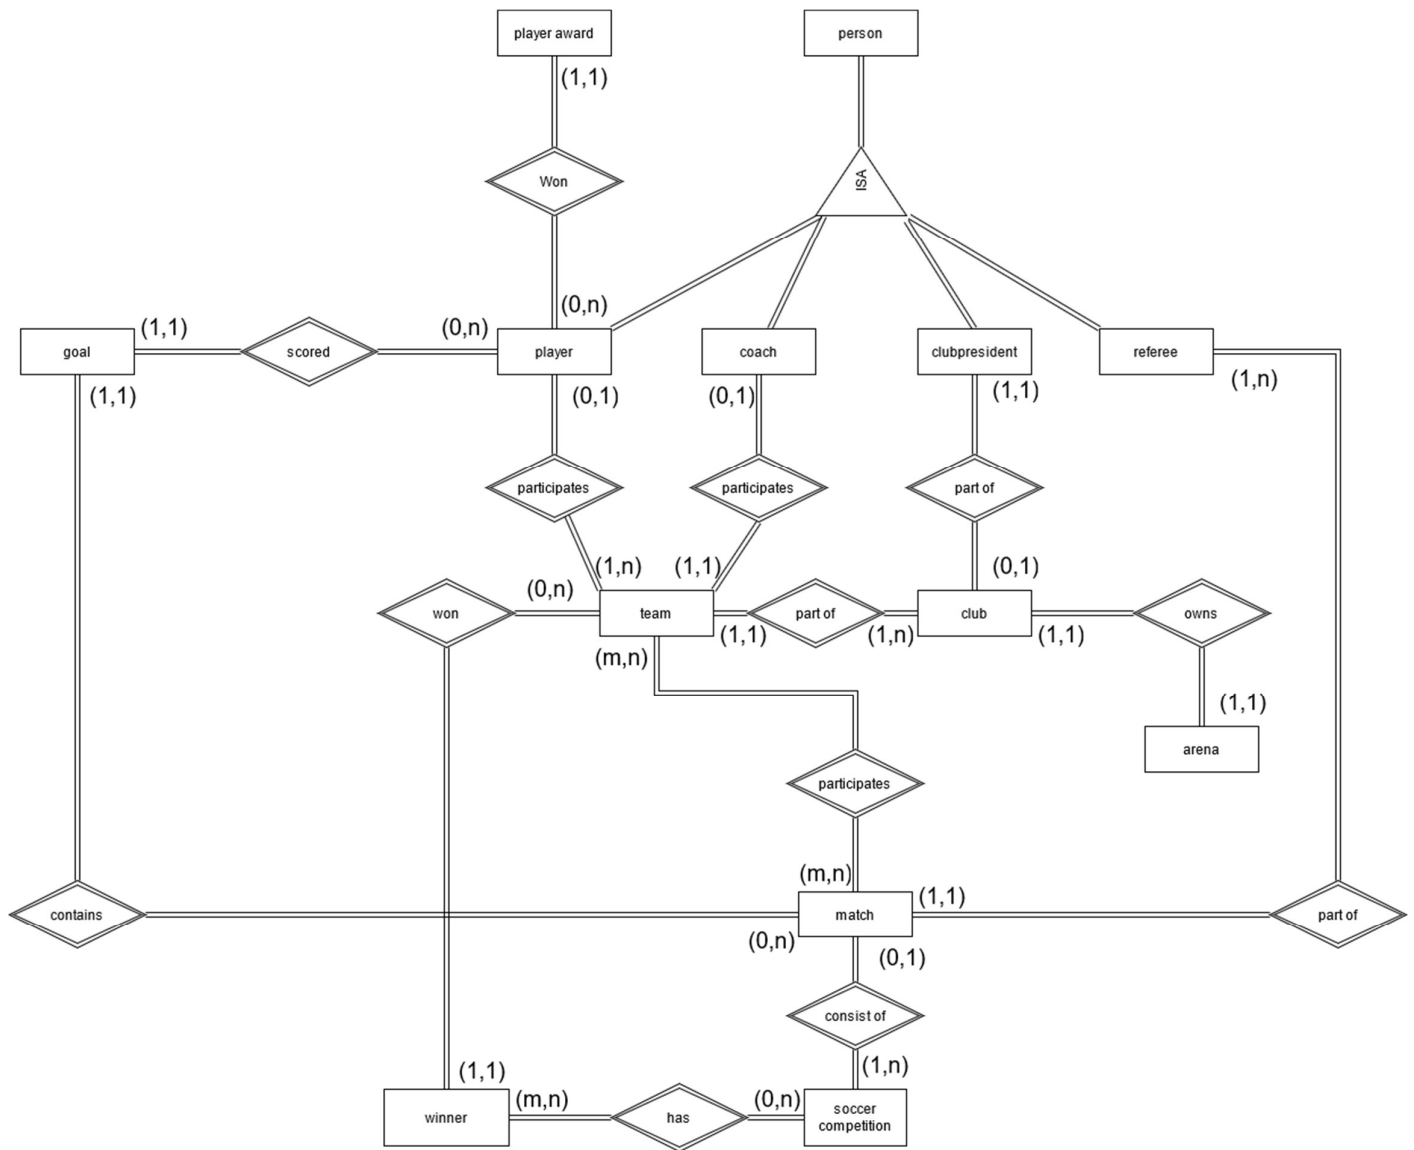 player award
person
(1,1)
Won
ISA
(0,n)
(1,1)
(0,n)
goal
scored
player
coach
clubpresident
referee
(1,1)
(0,1)
(0,1)
(1,1)
(1,n)
participates
participates
part of
(1,n)
(1,1)
(0,1)
(0,n)
won
team
part of
club
owns
(1,1)
(1,n)
(1,1)
(m,n)
(1,1)
arena
participates
(m,n)
(1,1)
contains
match
part of
(0,n)
(0,1)
consist of
(1,n)
(1,1)
(m,n)
(0,n)
winner
has
soccer
competition